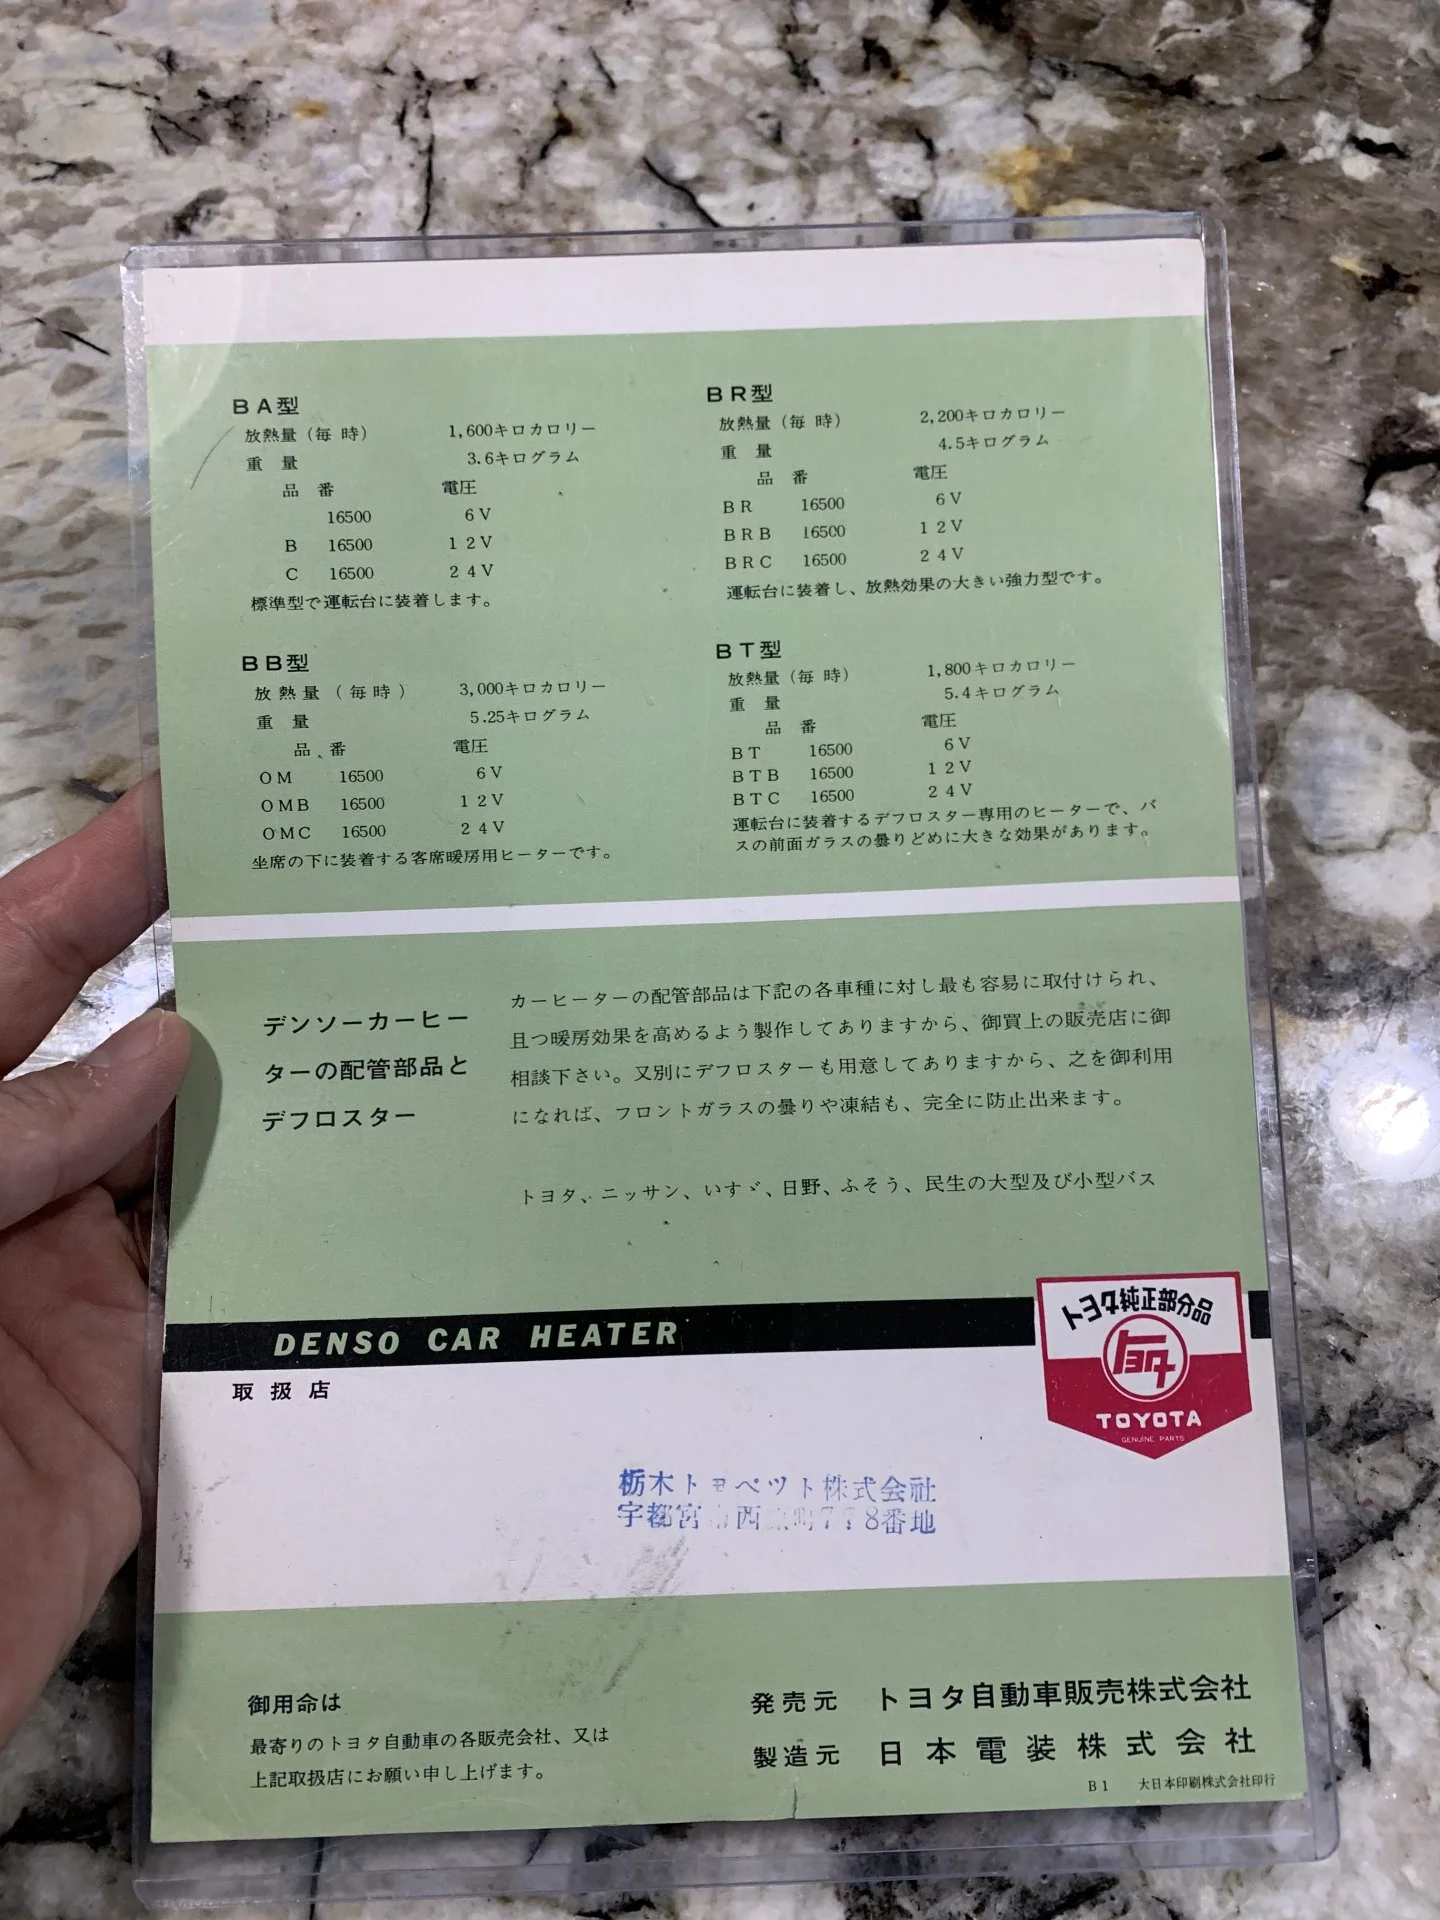 BA型
放熱量(毎 時) 1,600キロカロリー
重 量 3.6キログラム
品 番 電圧
16500 6V
B 16500 12V
C 16500 24V
標準型で運転台に装着します。
BR型
放熱量(毎 時) 2,200キロカロリー
重 量 4.5キログラム
品 番 電圧
BR 16500 6V
BRB 16500 12V
BRC 16500 24V
運転台に装着し、放熱効果の大きい強力型です。
BB型
放熱量(毎時) 3,000キロカロリー
重 量 5.25キログラム
品 番 電圧
OM 16500 6V
OMB 16500 12V
OMC 16500 24V
坐席の下に装着する客席暖房用ヒーターです。
BT型
放熱量(毎 時) 1,800キロカロリー
重 量 5.4キログラム
品 番 電圧
BT 16500 6V
BTB 16500 12V
BTC 16500 24V
運転台に装着するデフロスター専用のヒーターで、バ
スの前面ガラスの曇りどめに大きな効果があります。
デンソーカーヒー
ターの配管部品と
デフロスター
カーヒーターの配管部品は下記の各車種に対し最も容易に取付けられ、
且つ暖房効果を高めるよう製作してありますから、御買上の販売店に御
相談下さい。又別にデフロスターも用意してありますから、之を御利用
になれば、フロントガラスの曇りや凍結も、完全に防止出来ます。
トヨタ、ニッサン、いすゞ、日野、ふそう、民生の大型及び小型バス
DENSO CAR HEATER
トヨタ純正部分品
トヨタ
TOYOTA
GENUINE PARTS
取扱店
栃木トヨペツト株式会社
宇都宮市西 町778番地
御用命は
最寄りのトヨタ自動車の各販売会社、又は
上記取扱店にお願い申し上げます。
発売元 トヨタ自動車販売株式会社
製造元 日本電装株式会社
B1 大日本印刷株式会社印行